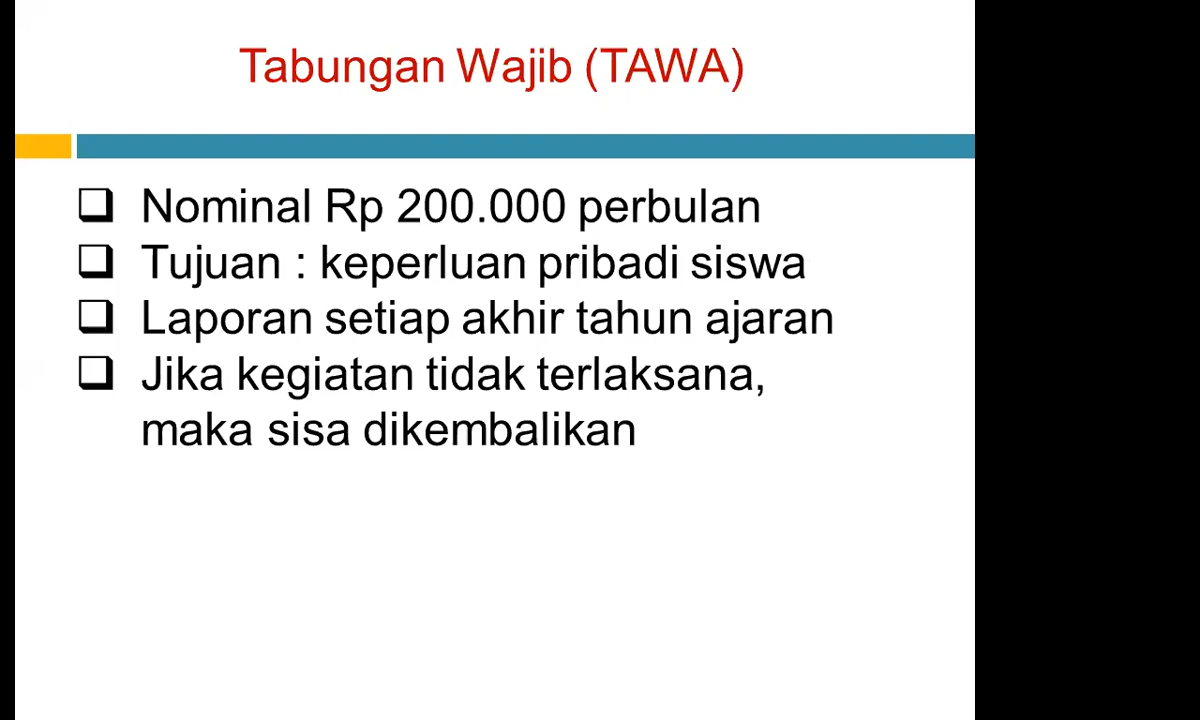 Tabungan Wajib (TAWA)
Nominal Rp 200.000 perbulan
Tujuan : keperluan pribadi siswa
Laporan setiap akhir tahun ajaran
Jika kegiatan tidak terlaksana,
maka sisa dikembalikan